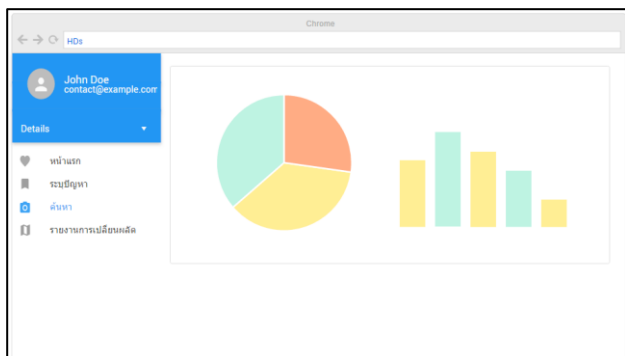 Chrome
HDs
John Doe
contact@example.com
Details
หน้าแรก
ระบุปัญหา
ค้นหา
รายงานการเปลี่ยนผลัด